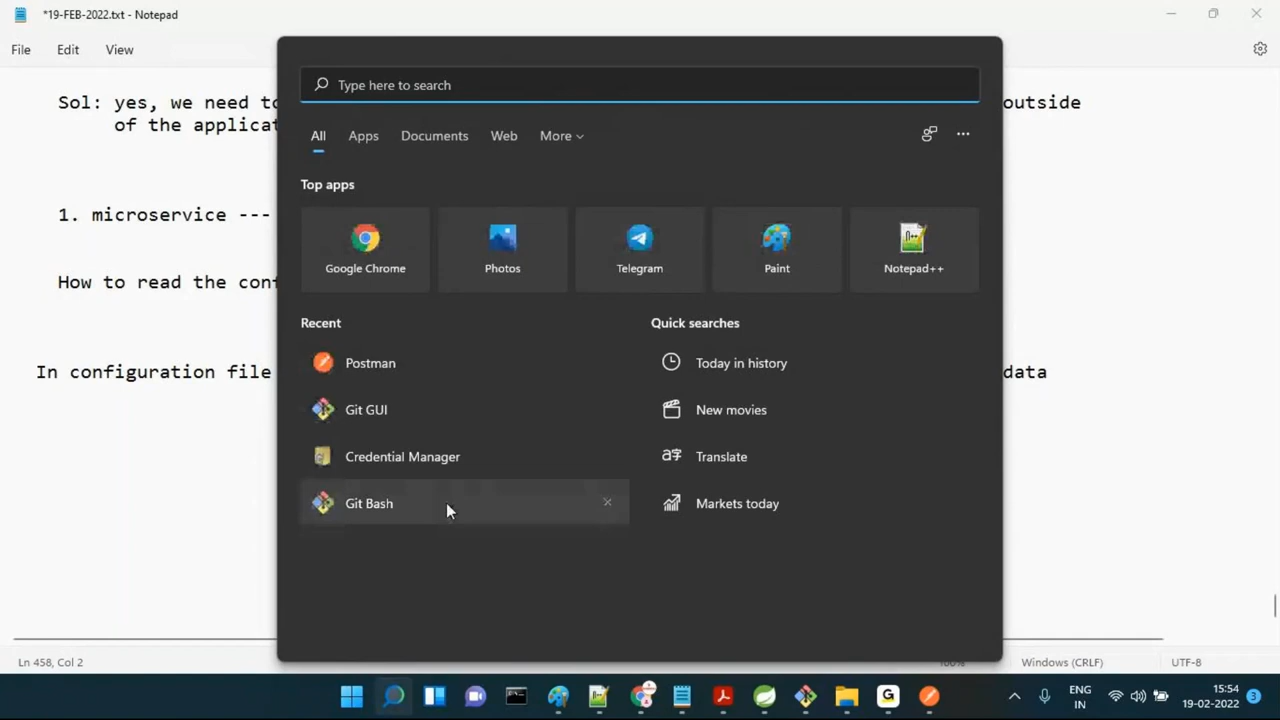 *19-FEB-2022.txt - Notepad
File Edit View
Sol: yes, we need to outside
of the applicat
1. microservice ---
How to read the conf
In configuration file data
Type here to search
All Apps Documents Web More
Top apps
Google Chrome Photos Telegram Paint Notepad++
Recent Quick searches
Postman Today in history
Git GUI New movies
Credential Manager Translate
Git Bash Markets today
Ln 458, Col 2 100% Windows (CRLF) UTF-8
ENG 15:54
IN 19-02-2022 3